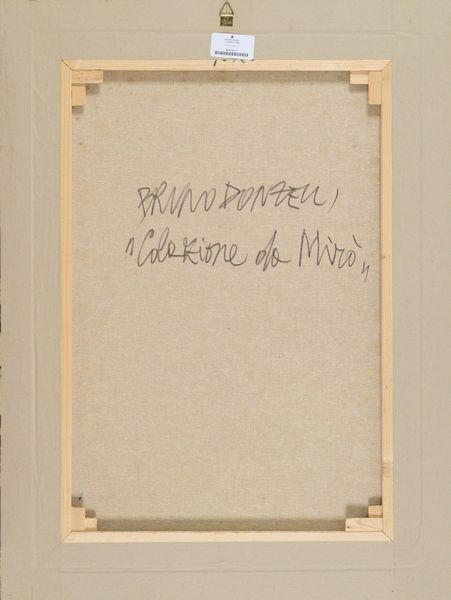 BRUNO DONZELLI
"Colazione da Mirò"